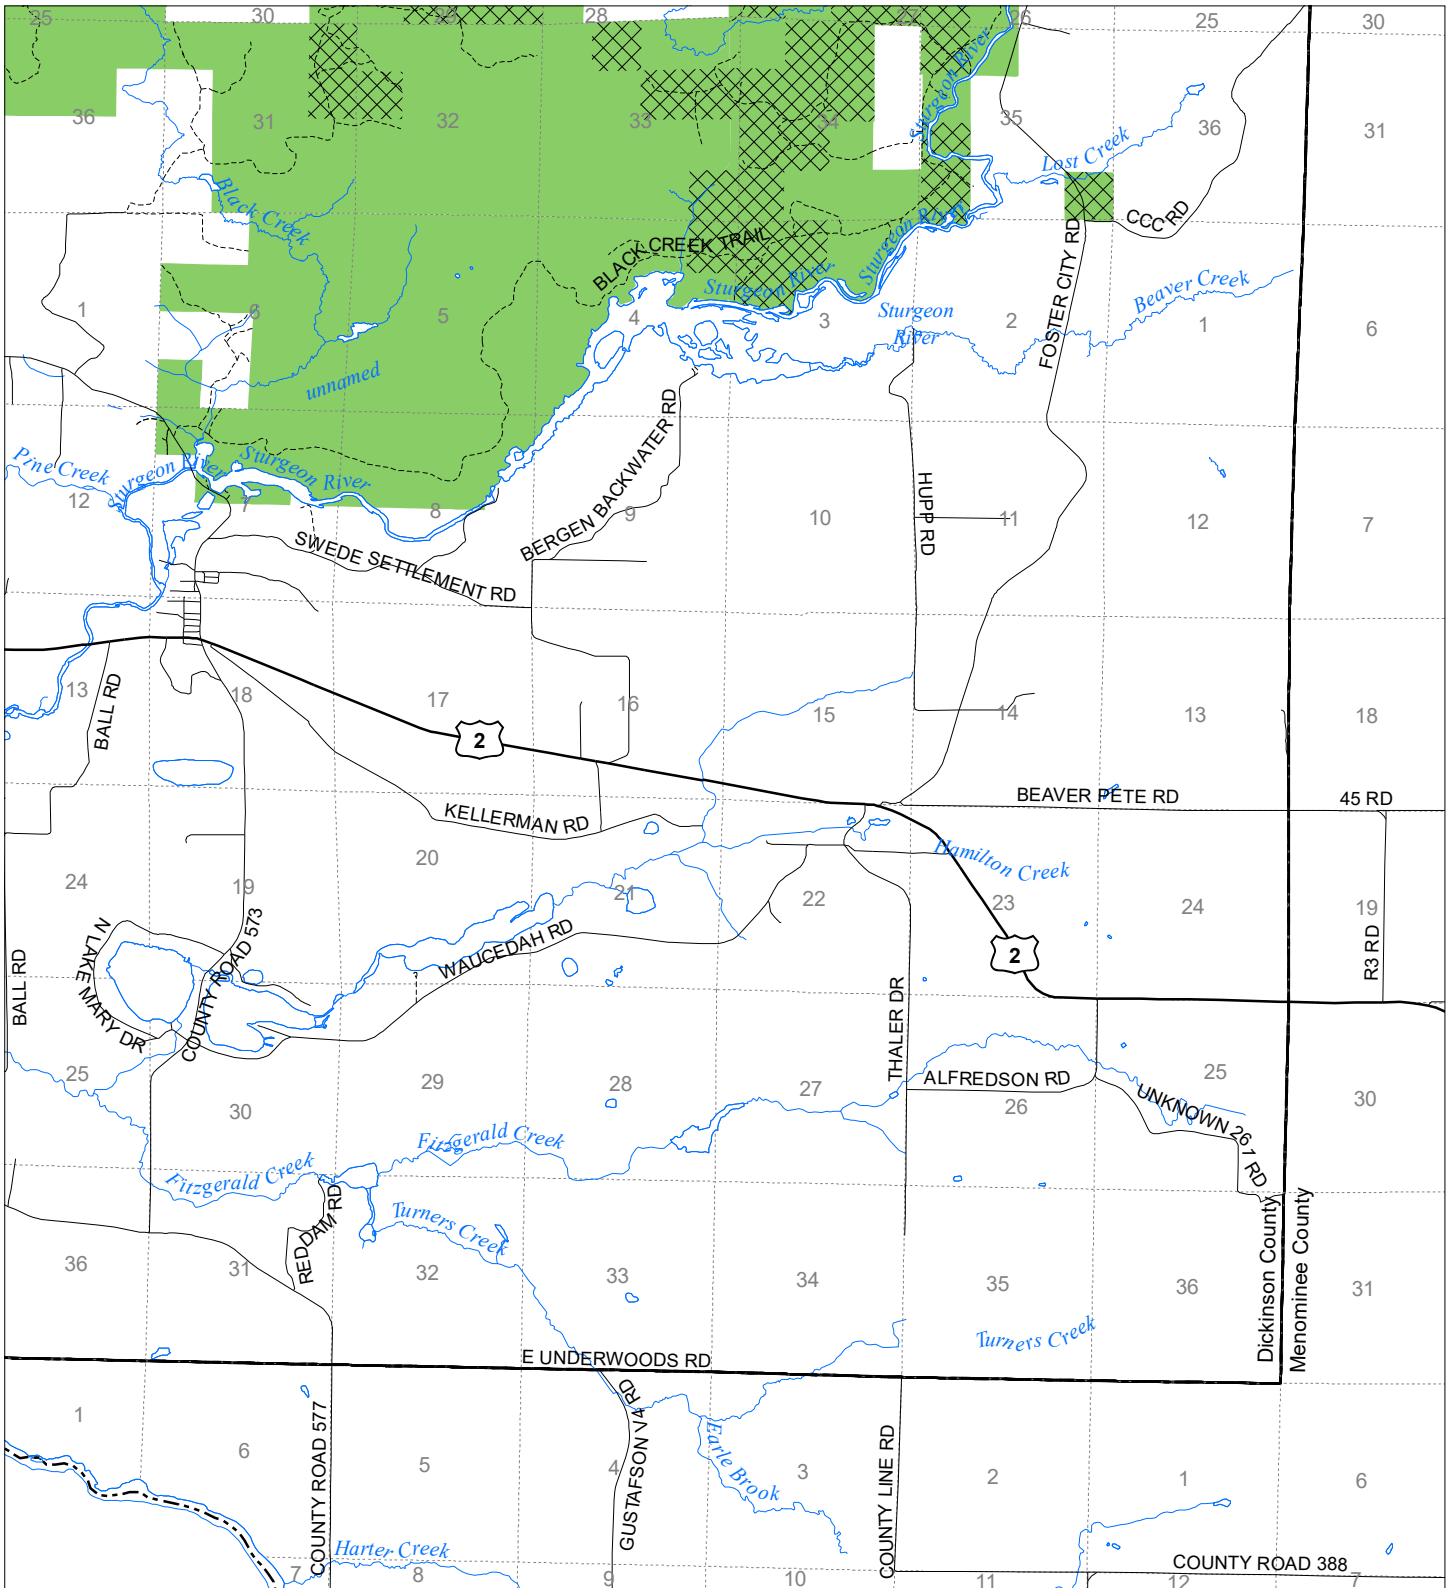 25
30
29
28
27
26
25
30
36
31
32
33
34
35
36
31
Sturgeon River
Lost Creek
Black Creek
CCC RD
BLACK CREEK TRAIL
Sturgeon River
Sturgeon River
FOSTER CITY RD
Beaver Creek
1
6
5
4
3
2
1
6
Sturgeon
River
unnamed
BERGEN BACKWATER RD
Pine Creek
Sturgeon River
Sturgeon River
12
7
8
9
10
11
12
7
HUPP RD
SWEDE SETTLEMENT RD
13
18
17
16
15
14
13
18
BALL RD
2
KELLERMAN RD
BEAVER PETE RD
45 RD
Hamilton Creek
24
19
20
21
22
23
24
19
N LAKE MARY DR
COUNTY ROAD 573
WAUCEDAH RD
2
R3 RD
BALL RD
THALER DR
25
30
29
28
27
26
25
30
ALFREDSON RD
UNKNOWN 261 RD
Fitzgerald Creek
Fitzgerald Creek
Turners Creek
RED DAM RD
36
31
32
33
34
35
36
31
Dickinson County
Menominee County
Turners Creek
E UNDERWOODS RD
1
6
5
4
3
2
1
6
COUNTY ROAD 577
GUSTAFSON V4 RD
Earle Brook
COUNTY LINE RD
Harter Creek
COUNTY ROAD 388
7
8
9
10
11
12
7